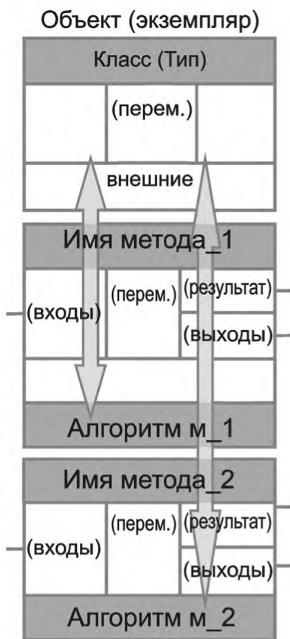 Объект (экземпляр)
Класс (Тип)
(перем.)
внешние
Имя метода_1
(входы) (перем.) (результат)
(выходы)
Алгоритм м_1
Имя метода_2
(входы) (перем.) (результат)
(выходы)
Алгоритм м_2